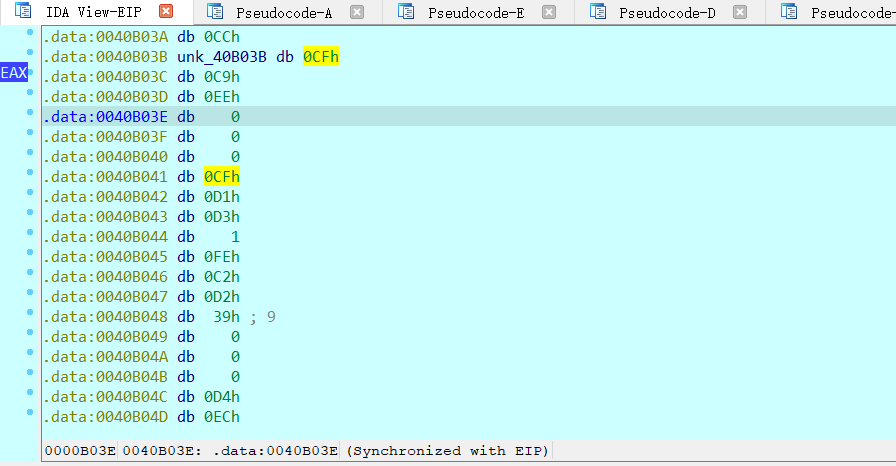 IDA View-EIP Pseudocode-A Pseudocode-E Pseudocode-D Pseudocode-
.data:0040B03A db 0CCh
.data:0040B03B unk_40B03B db 0CFh
EAX
.data:0040B03C db 0C9h
.data:0040B03D db 0EEh
.data:0040B03E db    0
.data:0040B03F db    0
.data:0040B040 db    0
.data:0040B041 db 0CFh
.data:0040B042 db 0D1h
.data:0040B043 db 0D3h
.data:0040B044 db    1
.data:0040B045 db 0FEh
.data:0040B046 db 0C2h
.data:0040B047 db 0D2h
.data:0040B048 db  39h ; 9
.data:0040B049 db    0
.data:0040B04A db    0
.data:0040B04B db    0
.data:0040B04C db 0D4h
.data:0040B04D db 0ECh
0000B03E 0040B03E: .data:0040B03E (Synchronized with EIP)